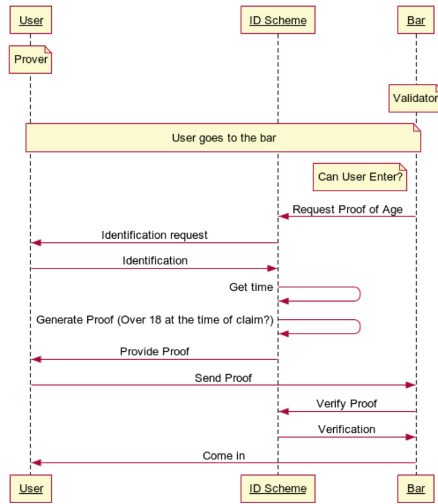 User
ID Scheme
Bar
Prover
Validator
User goes to the bar
Can User Enter?
Request Proof of Age
Identification request
Identification
Get time
Generate Proof (Over 18 at the time of claim?)
Provide Proof
Send Proof
Verify Proof
Verification
Come in
User
ID Scheme
Bar